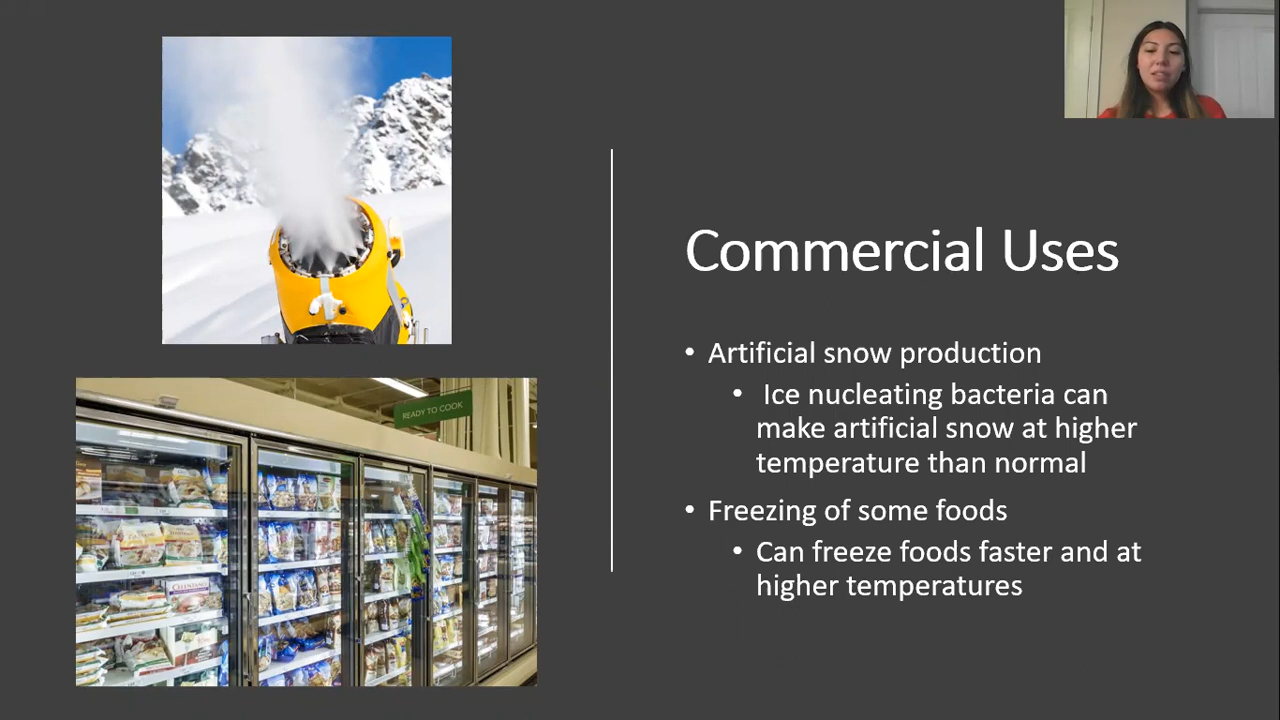 READY TO COOK
CELENTANO
Commercial Uses
• Artificial snow production
• Ice nucleating bacteria can
make artificial snow at higher
temperature than normal
• Freezing of some foods
• Can freeze foods faster and at
higher temperatures